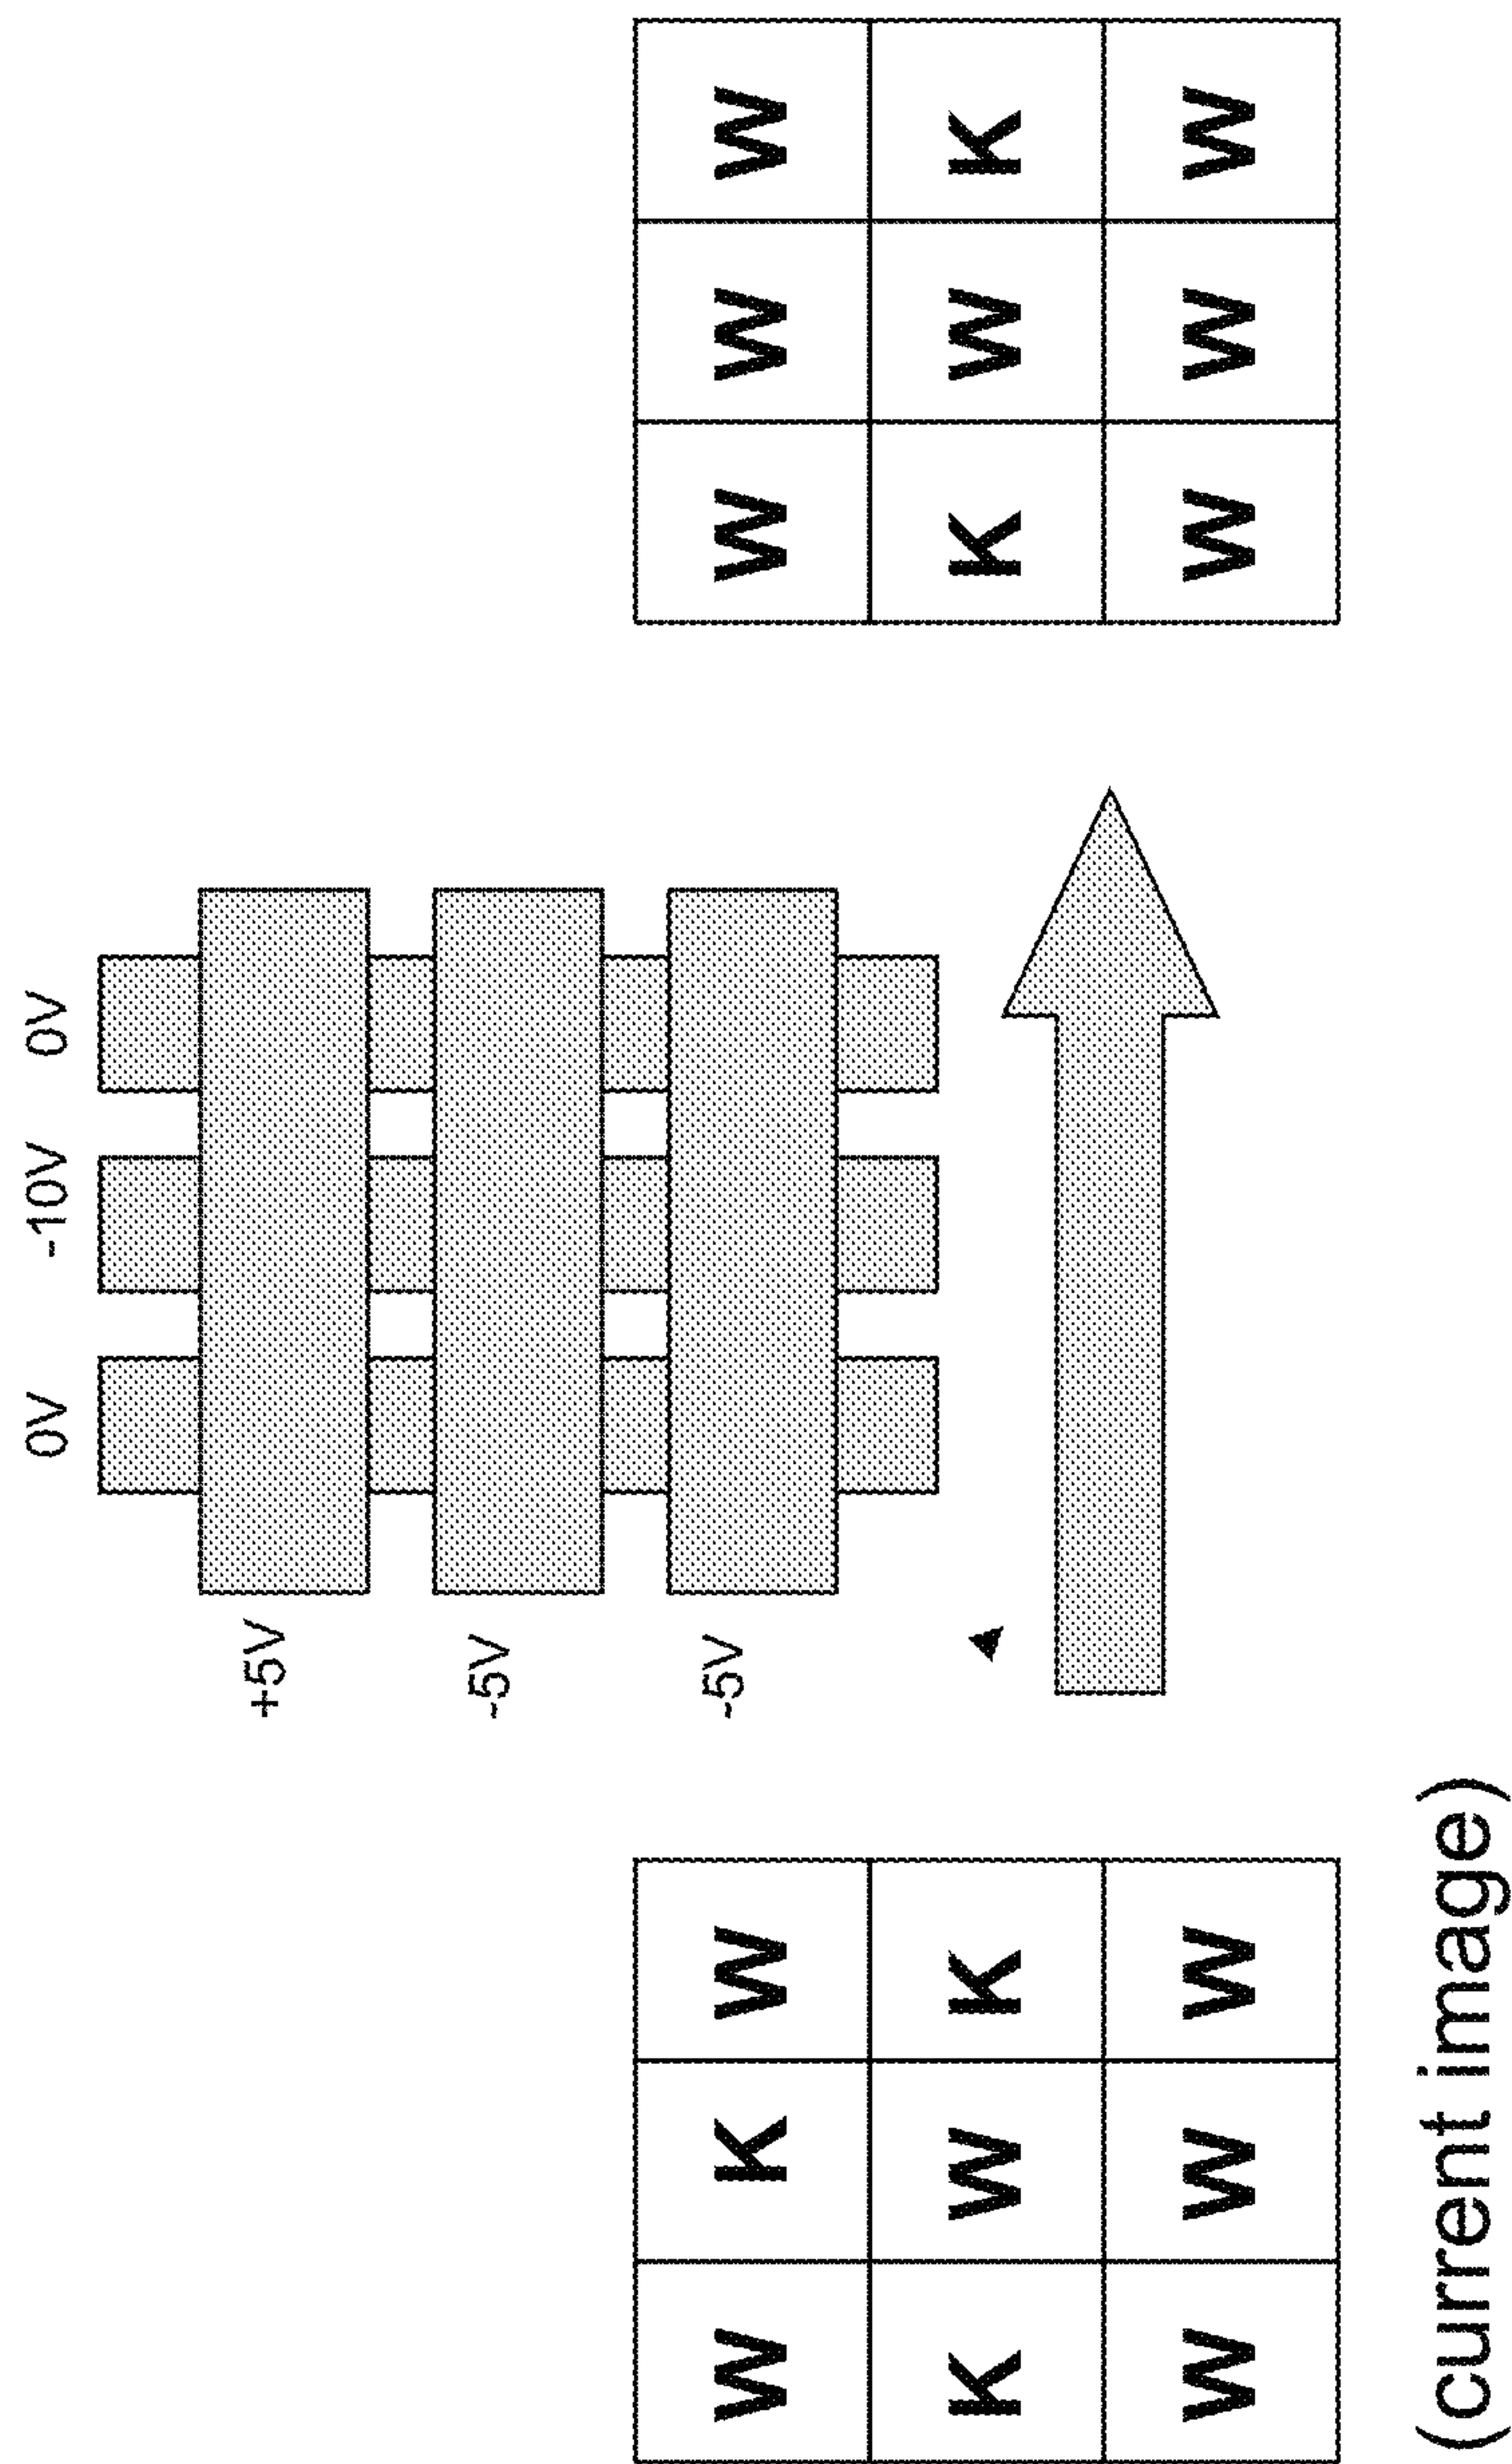 0V -10V 0V
+5V
-5V
-5V
W K W
K W K
W W W
(current image)
W W W
K W K
W W W